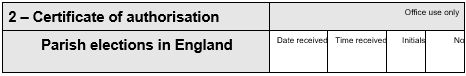 2 – Certificate of authorisation
Office use only
Parish elections in England
Date received
Time received
Initials
No